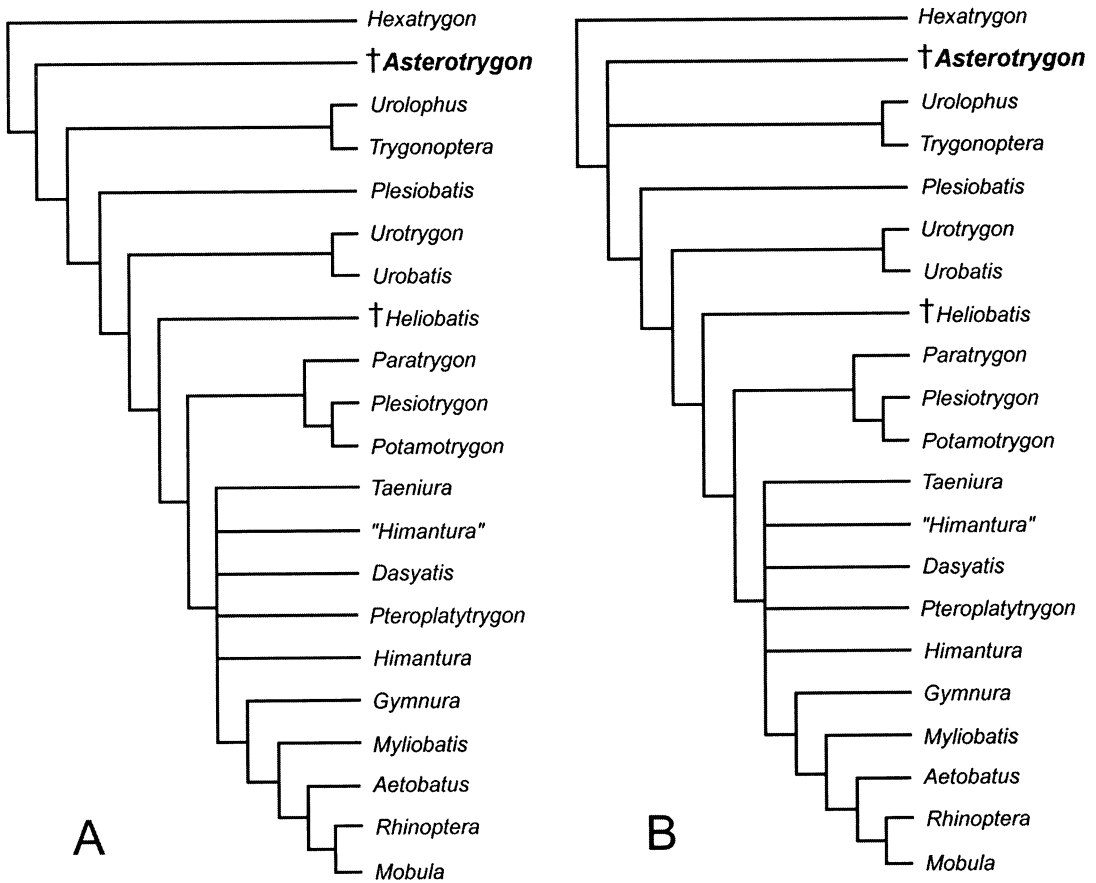 Hexatrygon
†Asterotrygon
Urolophus
Trygonoptera
Plesiobatis
Urotrygon
Urobatis
†Heliobatis
Paratrygon
Plesiotrygon
Potamotrygon
Taeniura
"Himantura"
Dasyatis
Pteroplatytrygon
Himantura
Gymnura
Myliobatis
Aetobatus
Rhinoptera
Mobula
A
Hexatrygon
†Asterotrygon
Urolophus
Trygonoptera
Plesiobatis
Urotrygon
Urobatis
†Heliobatis
Paratrygon
Plesiotrygon
Potamotrygon
Taeniura
"Himantura"
Dasyatis
Pteroplatytrygon
Himantura
Gymnura
Myliobatis
Aetobatus
Rhinoptera
Mobula
B